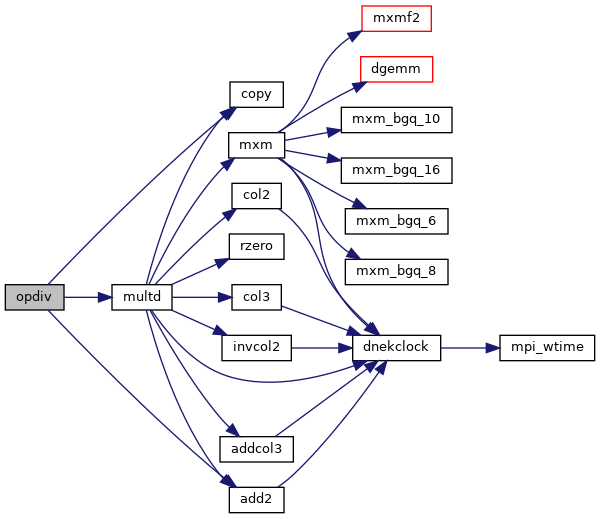 mxmf2
dgemm
copy
mxm_bgq_10
mxm
mxm_bgq_16
col2
mxm_bgq_6
rzero
mxm_bgq_8
opdiv
multd
col3
invcol2
dnekclock
mpi_wtime
addcol3
add2